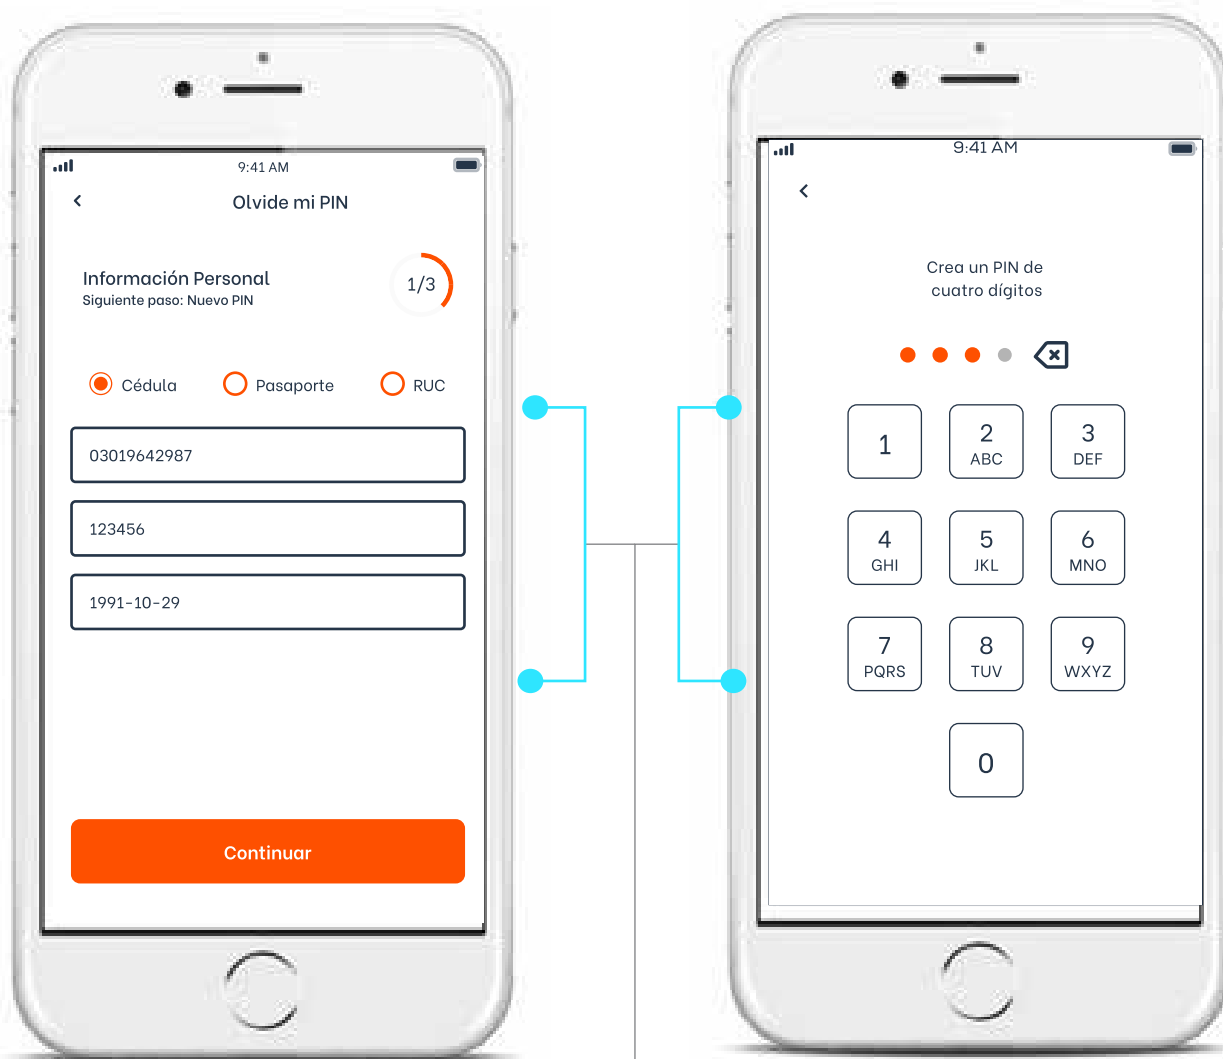 9:41 AM
Olvide mi PIN
Información Personal
Siguiente paso: Nuevo PIN
1/3
Cédula Pasaporte RUC
03019642987
123456
1991-10-29
Continuar
9:41 AM
Crea un PIN de
cuatro dígitos
1 2 3
ABC DEF
4 5 6
GHI JKL MNO
7 8 9
PQRS TUV WXYZ
0